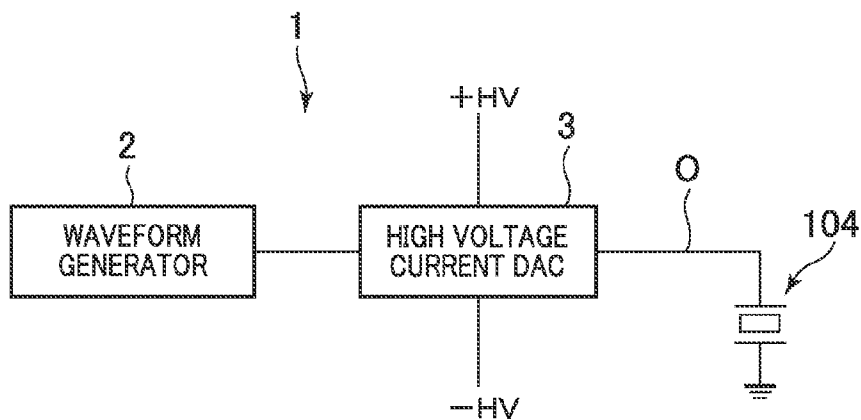 1
+HV
2
3
O
WAVEFORM
GENERATOR
HIGH VOLTAGE
CURRENT DAC
104
-HV